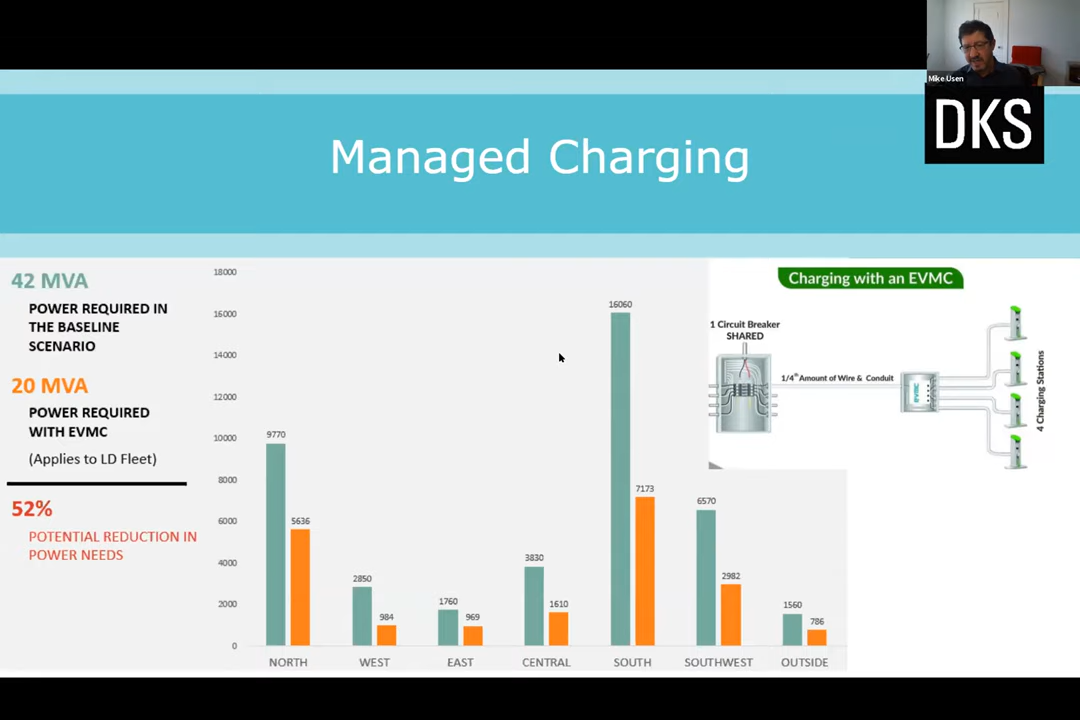 Mike Usen
DKS
Managed Charging
42 MVA
POWER REQUIRED IN
THE BASELINE
SCENARIO
20 MVA
POWER REQUIRED
WITH EVMC
(Applies to LD Fleet)
52%
POTENTIAL REDUCTION IN
POWER NEEDS
18000
16000
14000
12000
10000
8000
6000
4000
2000
0
9770
5636
2850
984
1760
969
3830
1610
16060
7173
6570
2982
1560
786
NORTH
WEST
EAST
CENTRAL
SOUTH
SOUTHWEST
OUTSIDE
Charging with an EVMC
1 Circuit Breaker
SHARED
1/4th Amount of Wire & Conduit
EVMC
4 Charging Stations